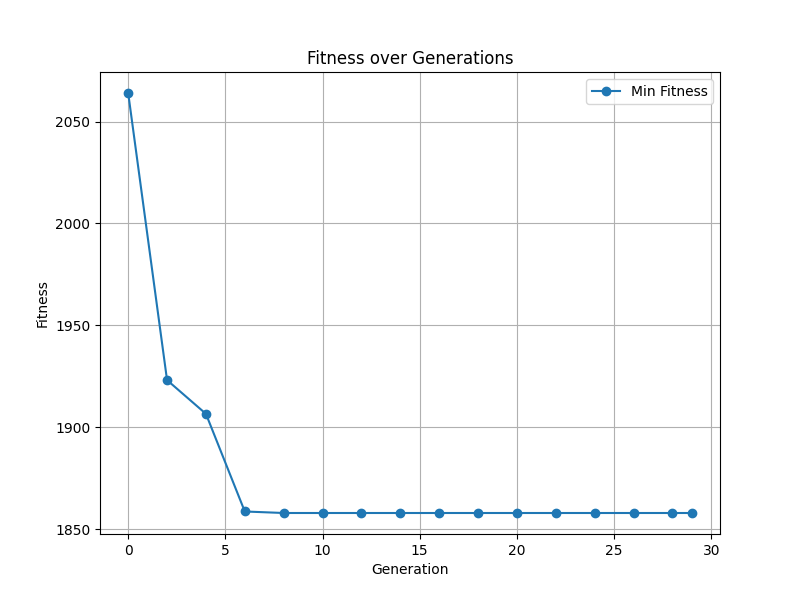 Fitness over Generations
Min Fitness
2050
2000
1950
1900
1850
Fitness
0 5 10 15 20 25 30
Generation